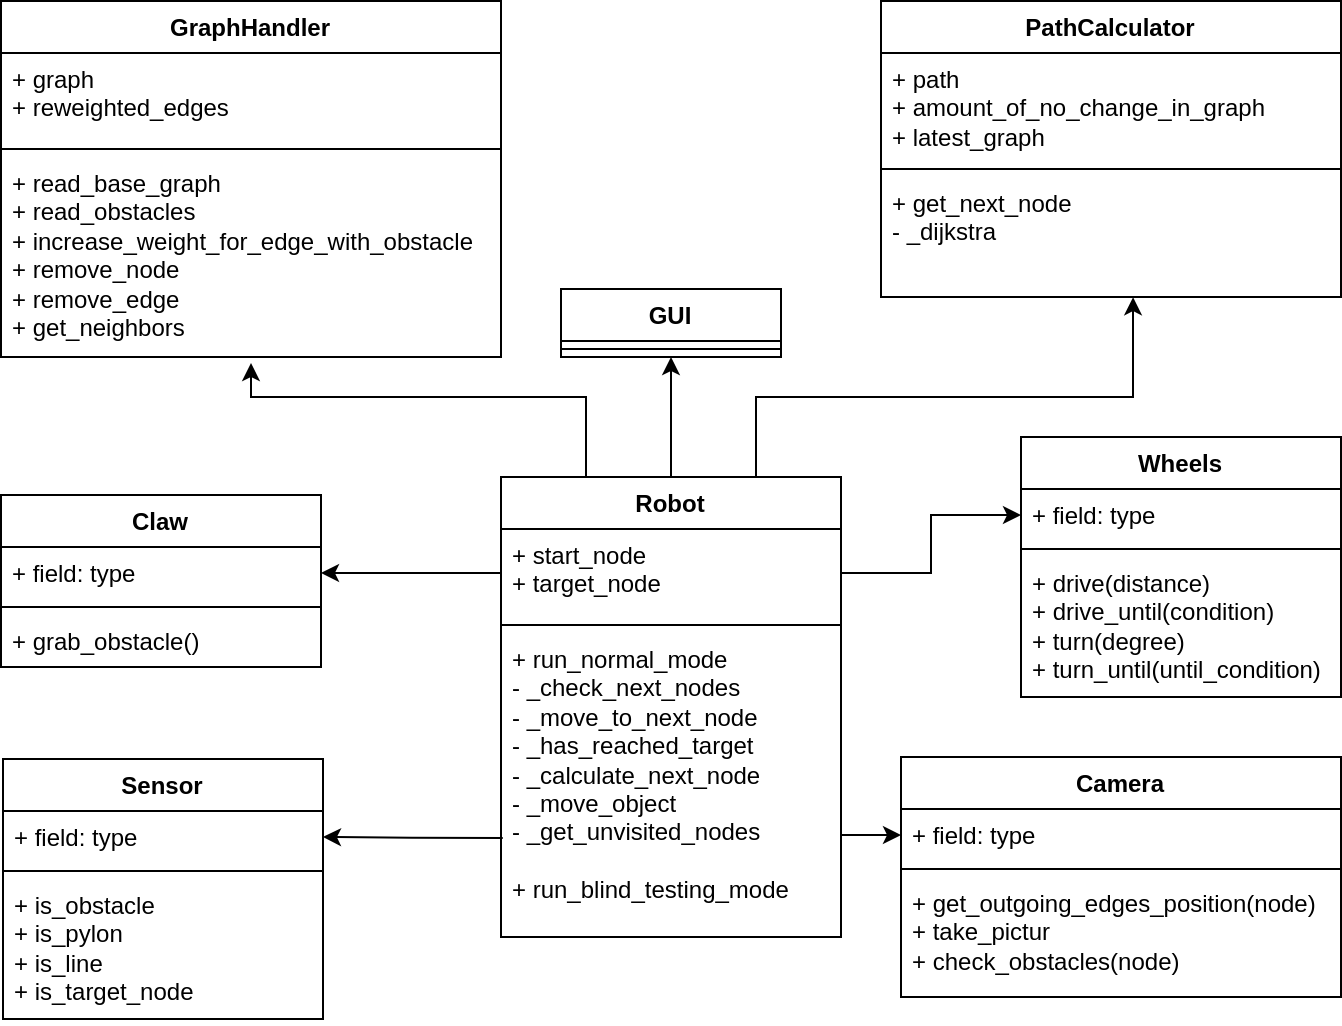 GraphHandler
+ graph
+ reweighted_edges
+ read_base_graph
+ read_obstacles
+ increase_weight_for_edge_with_obstacle
+ remove_node
+ remove_edge
+ get_neighbors
PathCalculator
+ path
+ amount_of_no_change_in_graph
+ latest_graph
+ get_next_node
- _dijkstra
GUI
Claw
+ field: type
+ grab_obstacle()
Robot
+ start_node
+ target_node
+ run_normal_mode
- _check_next_nodes
- _move_to_next_node
- _has_reached_target
- _calculate_next_node
- _move_object
- _get_unvisited_nodes
+ run_blind_testing_mode
Wheels
+ field: type
+ drive(distance)
+ drive_until(condition)
+ turn(degree)
+ turn_until(until_condition)
Sensor
+ field: type
+ is_obstacle
+ is_pylon
+ is_line
+ is_target_node
Camera
+ field: type
+ get_outgoing_edges_position(node)
+ take_pictur
+ check_obstacles(node)